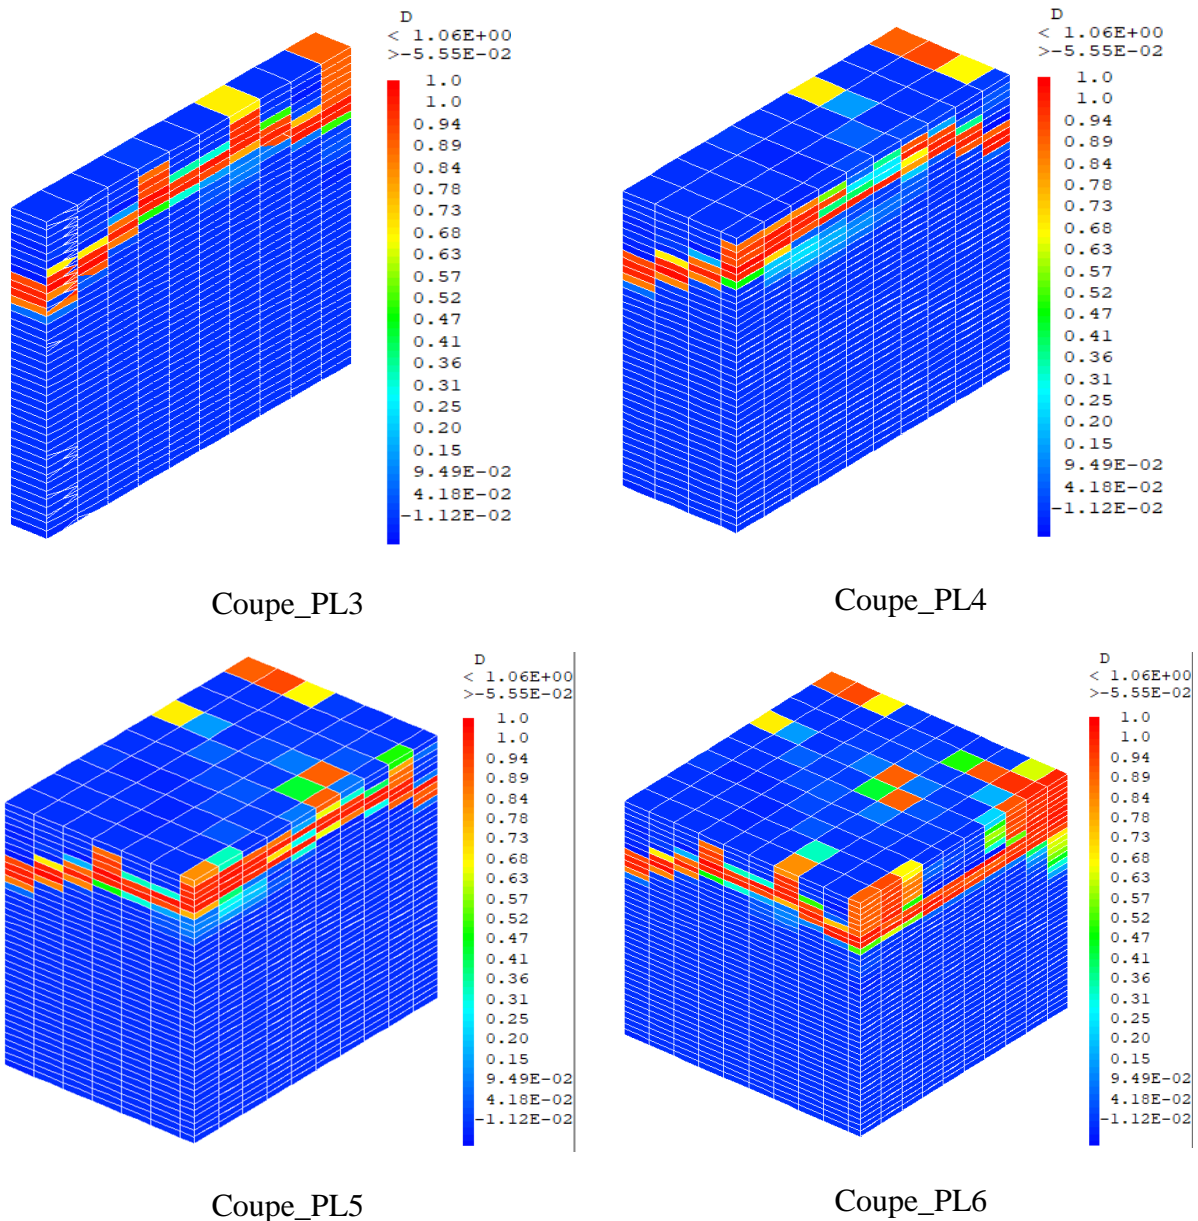 D
< 1.06E+00
>-5.55E-02
1.0
1.0
0.94
0.89
0.84
0.78
0.73
0.68
0.63
0.57
0.52
0.47
0.41
0.36
0.31
0.25
0.20
0.15
9.49E-02
4.18E-02
-1.12E-02
Coupe_PL3
D
< 1.06E+00
>-5.55E-02
1.0
1.0
0.94
0.89
0.84
0.78
0.73
0.68
0.63
0.57
0.52
0.47
0.41
0.36
0.31
0.25
0.20
0.15
9.49E-02
4.18E-02
-1.12E-02
Coupe_PL4
D
< 1.06E+00
>-5.55E-02
1.0
1.0
0.94
0.89
0.84
0.78
0.73
0.68
0.63
0.57
0.52
0.47
0.41
0.36
0.31
0.25
0.20
0.15
9.49E-02
4.18E-02
-1.12E-02
Coupe_PL5
D
< 1.06E+00
>-5.55E-02
1.0
1.0
0.94
0.89
0.84
0.78
0.73
0.68
0.63
0.57
0.52
0.47
0.41
0.36
0.31
0.25
0.20
0.15
9.49E-02
4.18E-02
-1.12E-02
Coupe_PL6